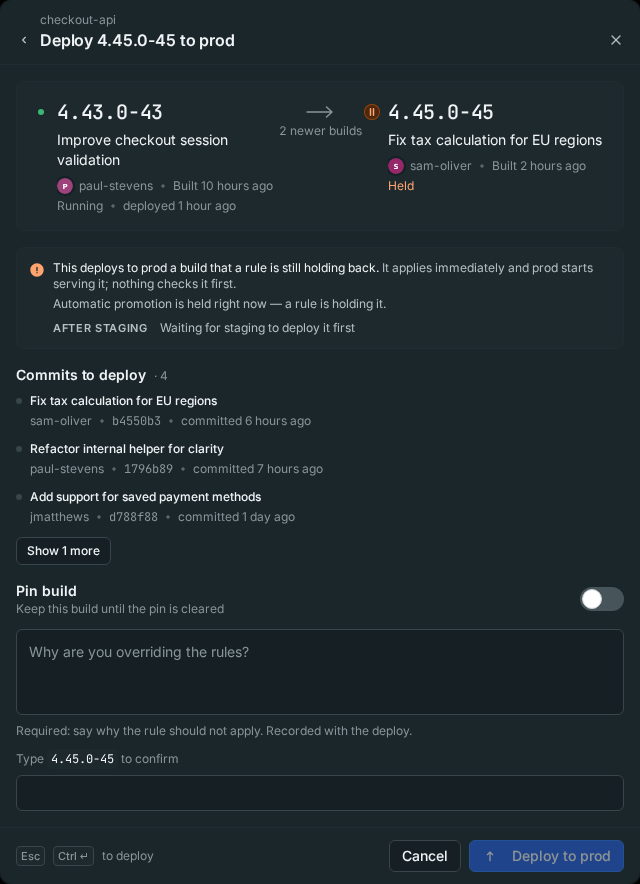 checkout-api
Deploy 4.45.0-45 to prod
4.43.0-43
Improve checkout session
validation
P paul-stevens • Built 10 hours ago
Running • deployed 1 hour ago
2 newer builds
4.45.0-45
Fix tax calculation for EU regions
S sam-oliver • Built 2 hours ago
Held
This deploys to prod a build that a rule is still holding back. It applies immediately and prod starts
serving it; nothing checks it first.
Automatic promotion is held right now — a rule is holding it.
AFTER STAGING Waiting for staging to deploy it first
Commits to deploy · 4
Fix tax calculation for EU regions
sam-oliver • b4550b3 • committed 6 hours ago
Refactor internal helper for clarity
paul-stevens • 1796b89 • committed 7 hours ago
Add support for saved payment methods
jmatthews • d788f88 • committed 1 day ago
Show 1 more
Pin build
Keep this build until the pin is cleared
Why are you overriding the rules?
Required: say why the rule should not apply. Recorded with the deploy.
Type 4.45.0-45 to confirm
Esc Ctrl ↵ to deploy
Cancel
↑ Deploy to prod